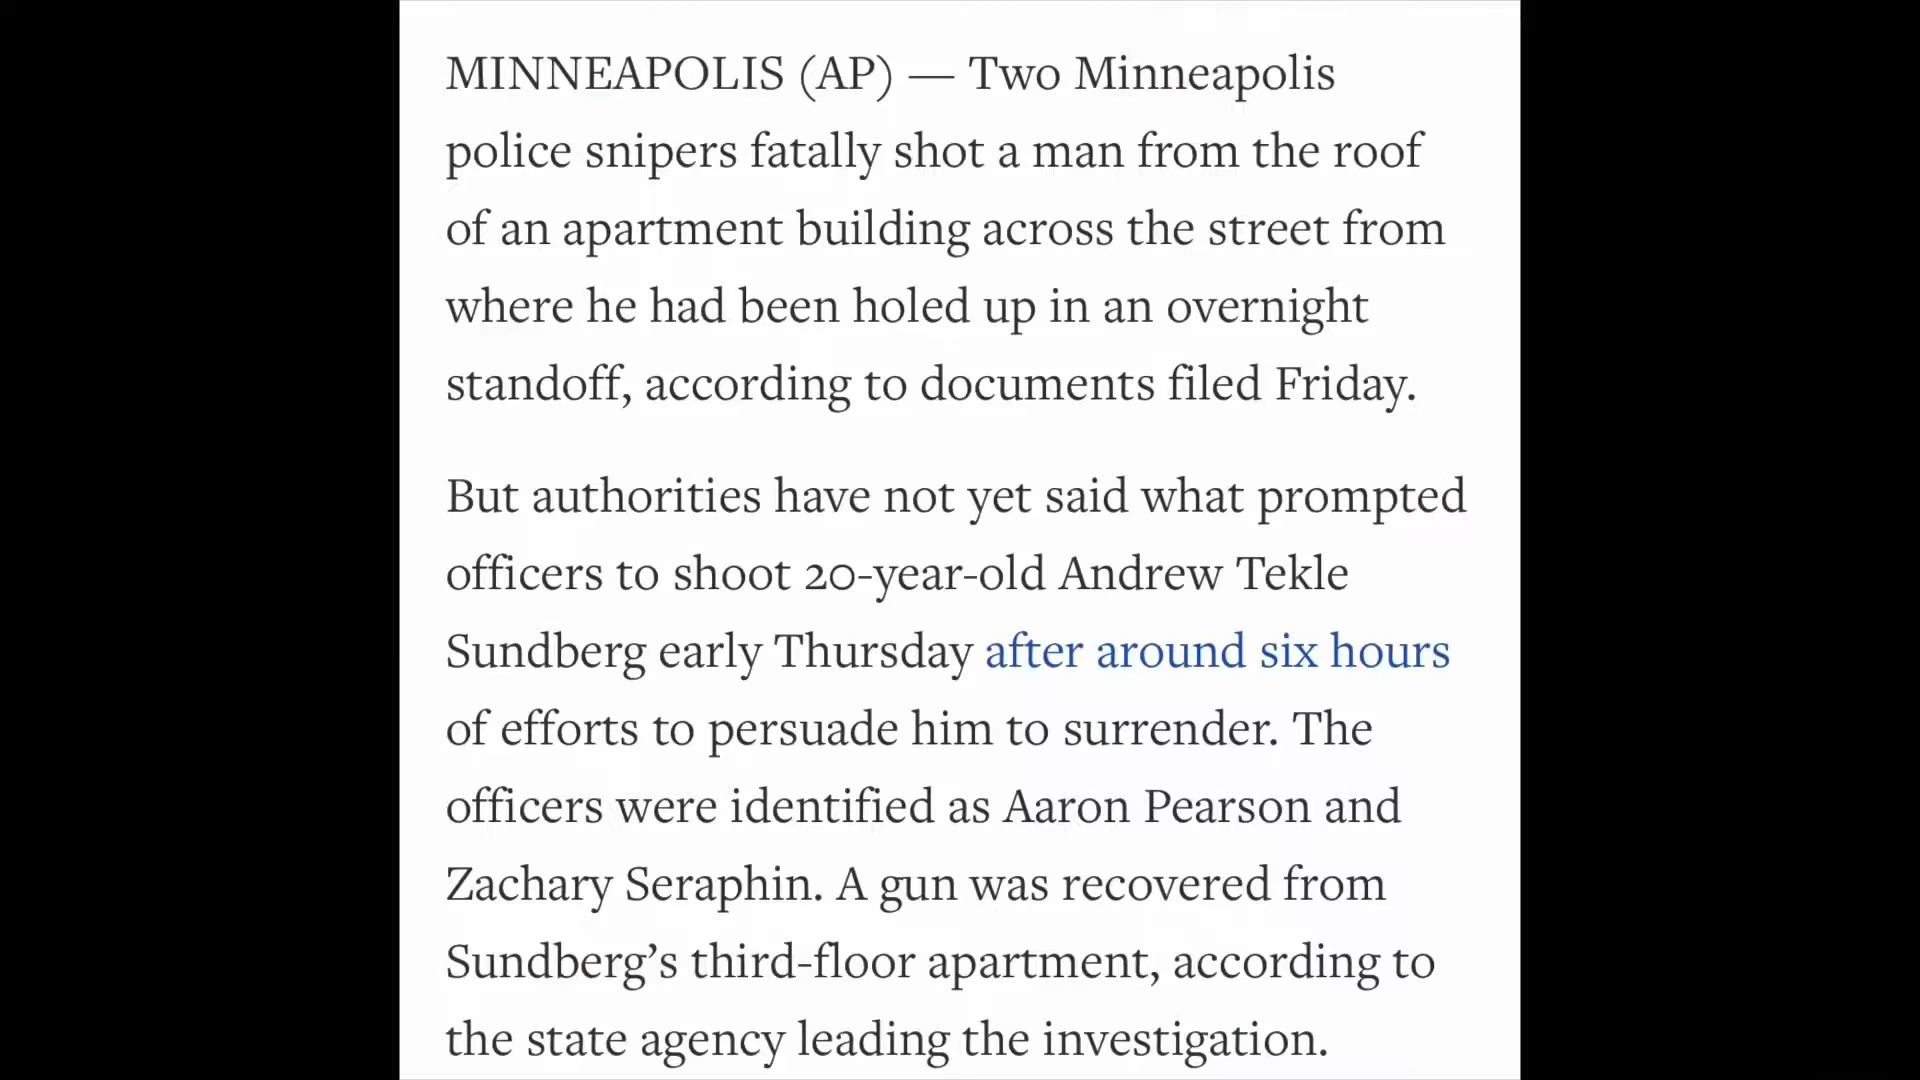 MINNEAPOLIS (AP) — Two Minneapolis
police snipers fatally shot a man from the roof
of an apartment building across the street from
where he had been holed up in an overnight
standoff, according to documents filed Friday.
But authorities have not yet said what prompted
officers to shoot 20-year-old Andrew Tekle
Sundberg early Thursday after around six hours
of efforts to persuade him to surrender. The
officers were identified as Aaron Pearson and
Zachary Seraphin. A gun was recovered from
Sundberg’s third-floor apartment, according to
the state agency leading the investigation.